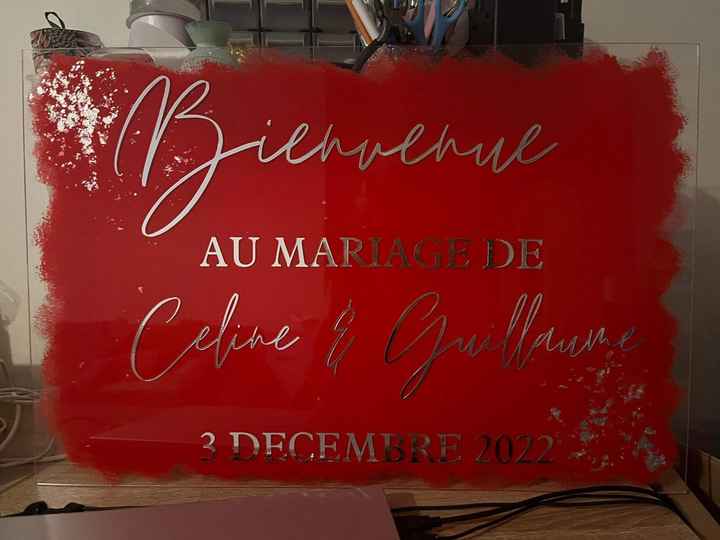 Bienvenue
AU MARIAGE DE
Celine & Guillaume
3 DECEMBRE 2022